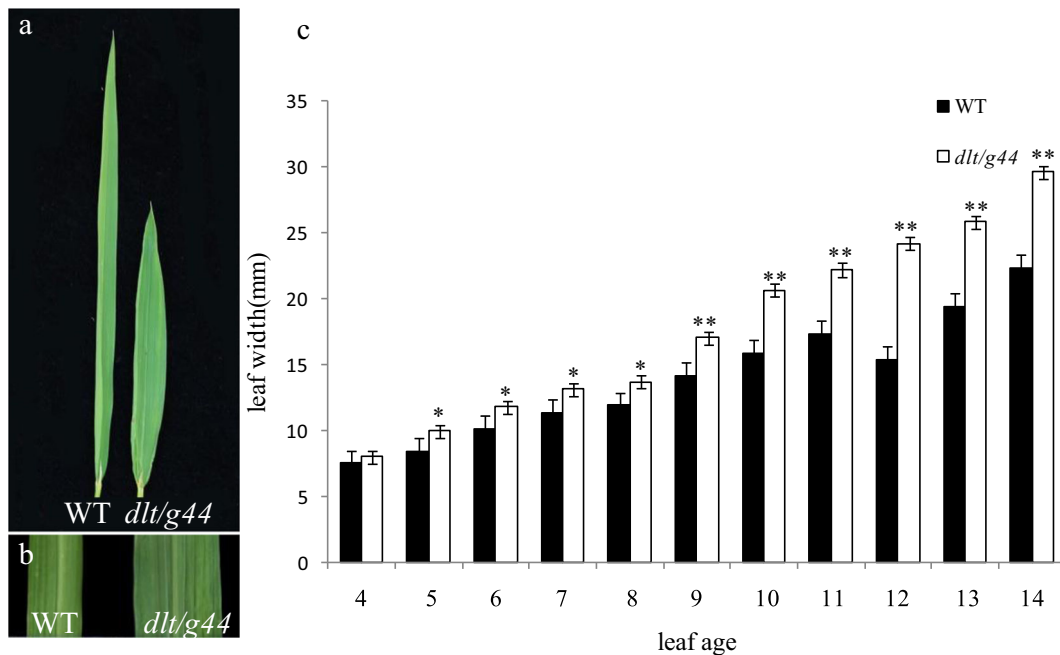 a
WT dlt/g44
b
WT dlt/g44
c
leaf width(mm)
35
30
25
20
15
10
5
0
WT
dlt/g44
* * * * ** ** ** ** ** **
4 5 6 7 8 9 10 11 12 13 14
leaf age